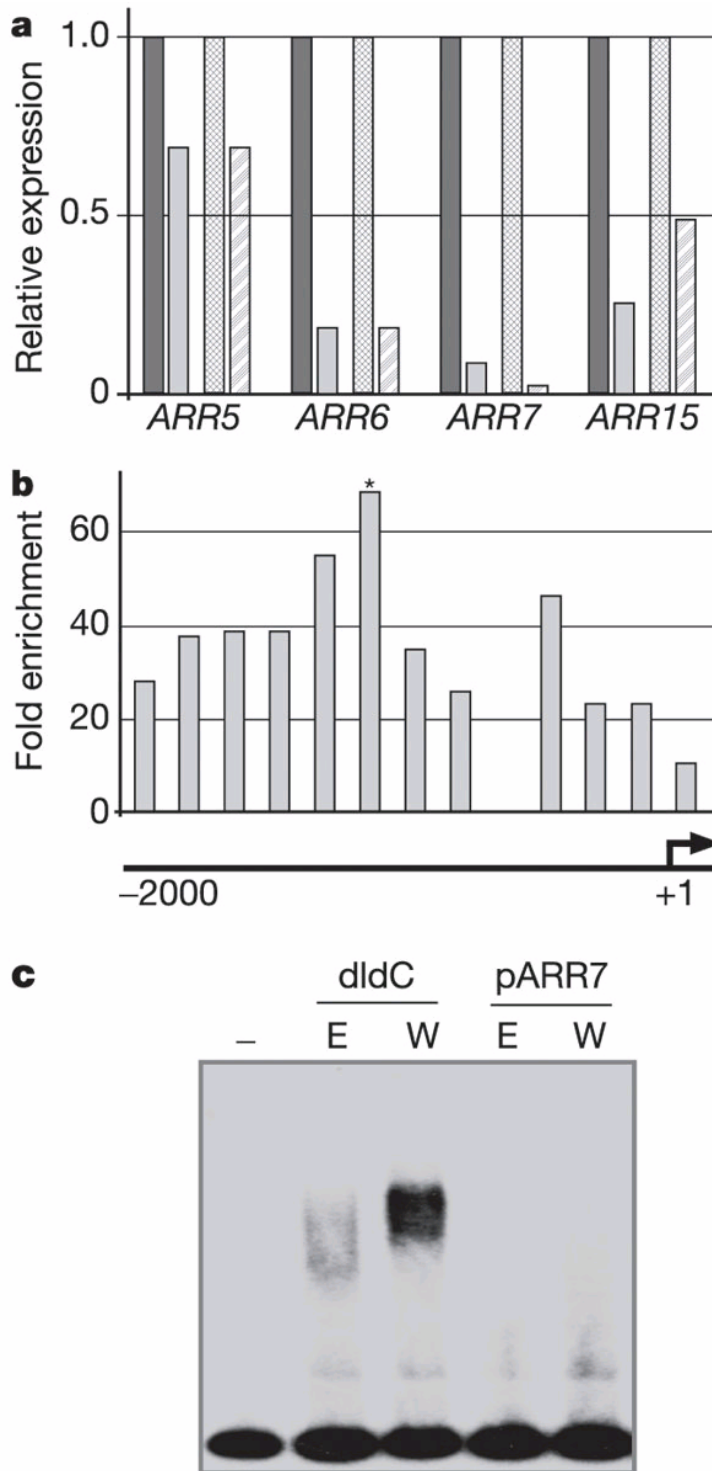 a
Relative expression
1.0
0.5
0
ARR5 ARR6 ARR7 ARR15
b
Fold enrichment
*
60
40
20
0
–2000 +1
c
dldC pARR7
– E W E W